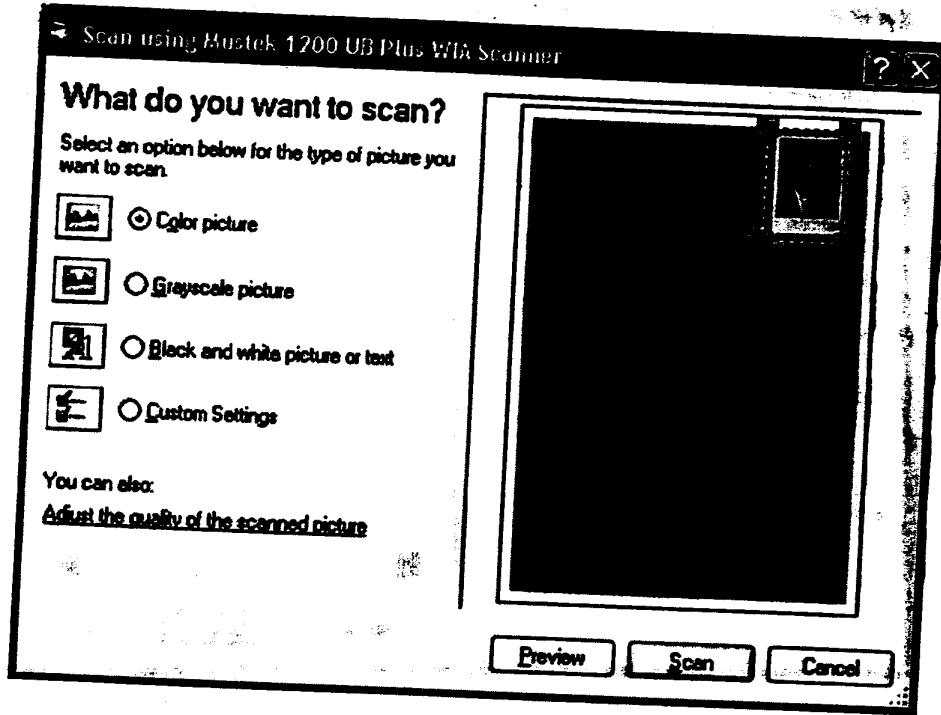 Scan using Mustek 1200 UB Plus WIA Scanner
What do you want to scan?
Select an option below for the type of picture you
want to scan.
Color picture
Grayscale picture
Black and white picture or text
Custom Settings
You can also:
Adjust the quality of the scanned picture
Preview
Scan
Cancel